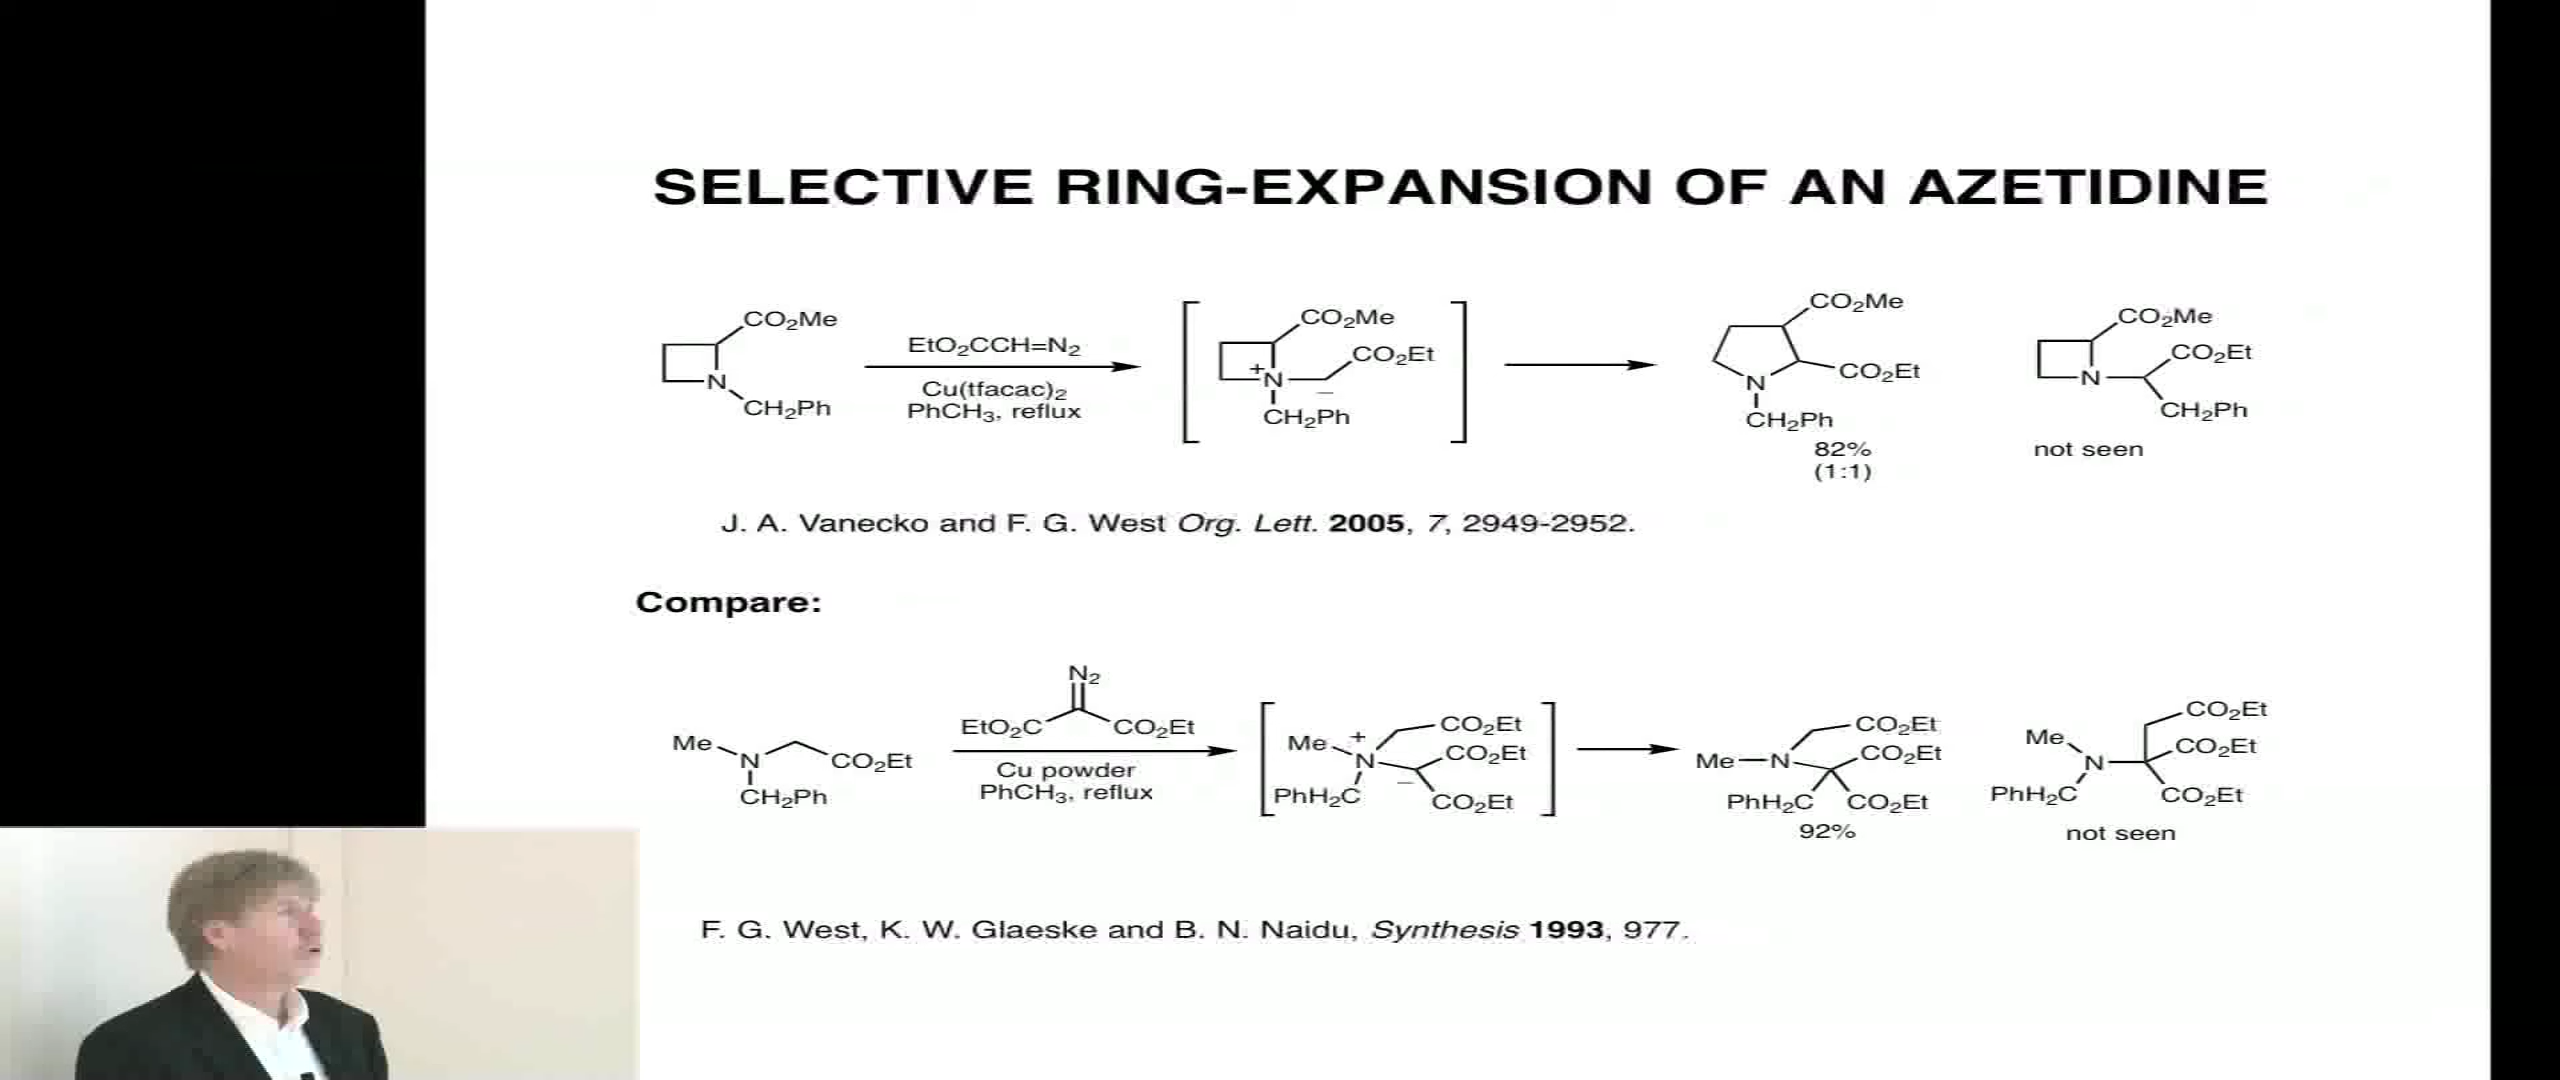 SELECTIVE RING-EXPANSION OF AN AZETIDINE
CO₂Me
N
CH₂Ph
EtO₂CCH=N₂
Cu(tfacac)₂
PhCH₃, reflux
CO₂Me
CO₂Et
+
N
–
CH₂Ph
CO₂Me
CO₂Et
N
CH₂Ph
82%
(1:1)
CO₂Me
CO₂Et
N
CH₂Ph
not seen
J. A. Vanecko and F. G. West Org. Lett. 2005, 7, 2949-2952.
Compare:
Me
N
CO₂Et
CH₂Ph
N₂
EtO₂C
CO₂Et
Cu powder
PhCH₃, reflux
CO₂Et
Me
+
N
CO₂Et
–
PhH₂C
CO₂Et
CO₂Et
Me
N
CO₂Et
PhH₂C
CO₂Et
92%
CO₂Et
Me
N
CO₂Et
PhH₂C
CO₂Et
not seen
F. G. West, K. W. Glaeske and B. N. Naidu, Synthesis 1993, 977.